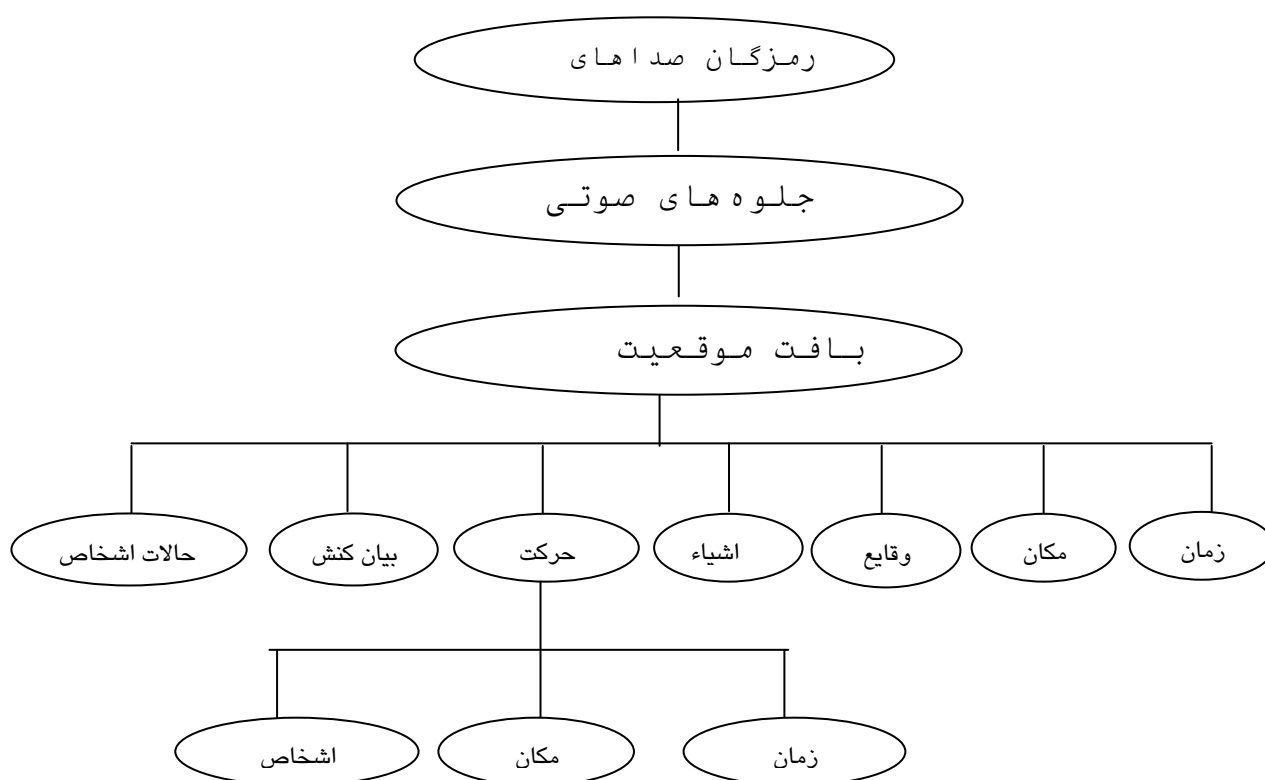 رمزگان صداهای
جلوه های صوتی
بافت موقعیت
زمان
مکان
وقایع
اشیاء
حرکت
بیان کنش
حالات اشخاص
زمان
مکان
اشخاص